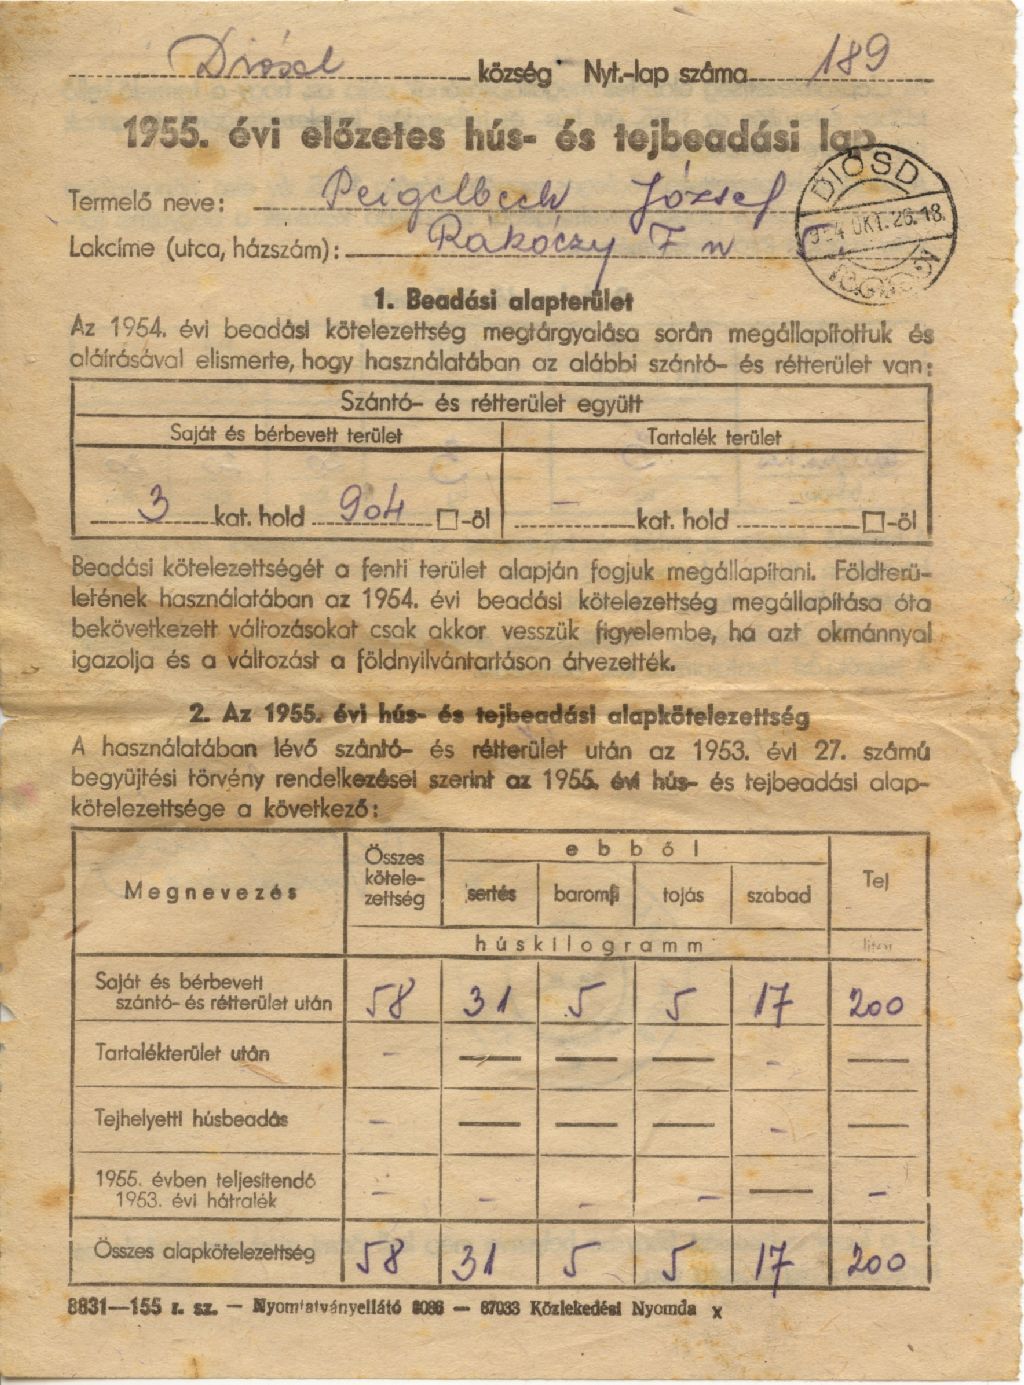 Diósd község Nyt.-lap száma 189
1955. évi előzetes hús- és tejbeadási lap
Termelő neve: Peigelbeck József
Lakcíme (utca, házszám): Rákóczy F u
DIÓSD
954 OKT. 26. 18.
1. Beadási alapterület
Az 1954. évi beadási kötelezettség megtárgyalása során megállapítottuk és
aláírásával elismerte, hogy használatában az alábbi szántó- és rétterület van:
Szántó- és rétterület együtt
Saját és bérbevett terület Tartalék terület
3 kat. hold 904 □-öl – kat. hold – □-öl
Beadási kötelezettségét a fenti terület alapján fogjuk megállapítani. Földterü-
letének használatában az 1954. évi beadási kötelezettség megállapítása óta
bekövetkezett változásokat csak akkor vesszük figyelembe, ha azt okmánnyal
igazolja és a változást a földnyilvántartáson átvezették.
2. Az 1955. évi hús- és tejbeadási alapkötelezettség
A használatában lévő szántó- és rétterület után az 1953. évi 27. számú
begyüjtési törvény rendelkezései szerint az 1955. évi hús- és tejbeadási alap-
kötelezettsége a következő:
Megnevezés Összes kötele-zettség ebből Tej
sertés baromfi tojás szabad
húskilogramm liter
Saját és bérbevett
szántó- és rétterület után 58 31 5 5 17 200
Tartalékterület után – — — — – —
Tejhelyetti húsbeadás – — — — – —
1955. évben teljesítendő
1953. évi hátralék – – – – — –
Összes alapkötelezettség 58 31 5 5 17 200
8831—155 r. sz. — Nyomtatványellátó 8086 — 87033 Közlekedési Nyomda x